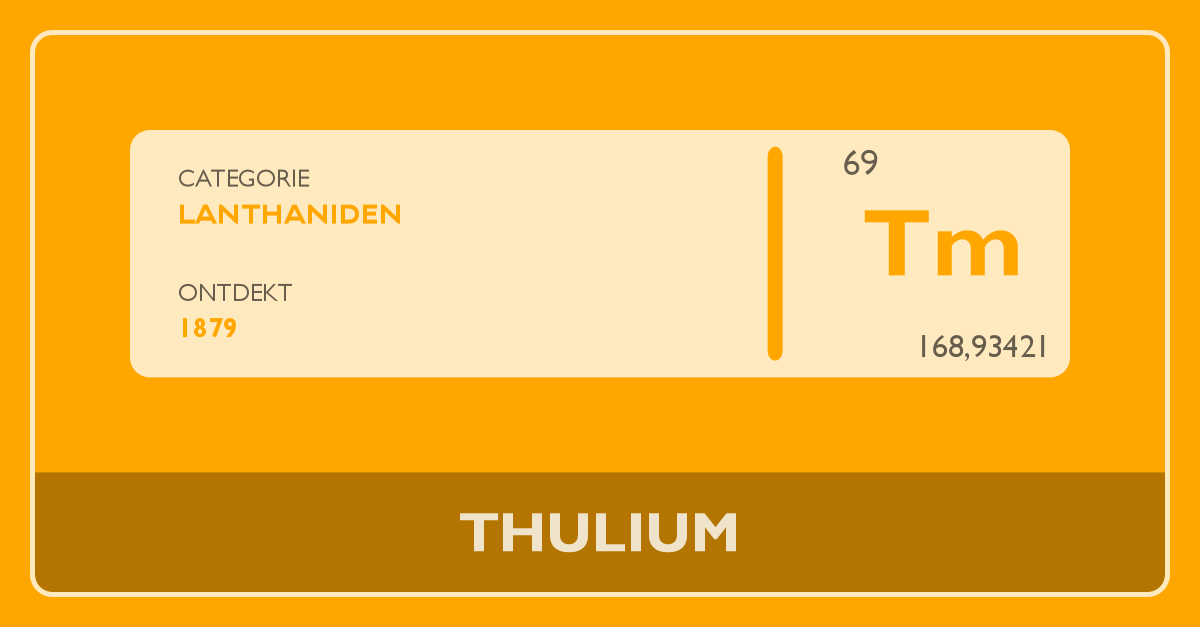 CATEGORIE
LANTHANIDEN
ONTDEKT
1879
69
Tm
168,93421
THULIUM